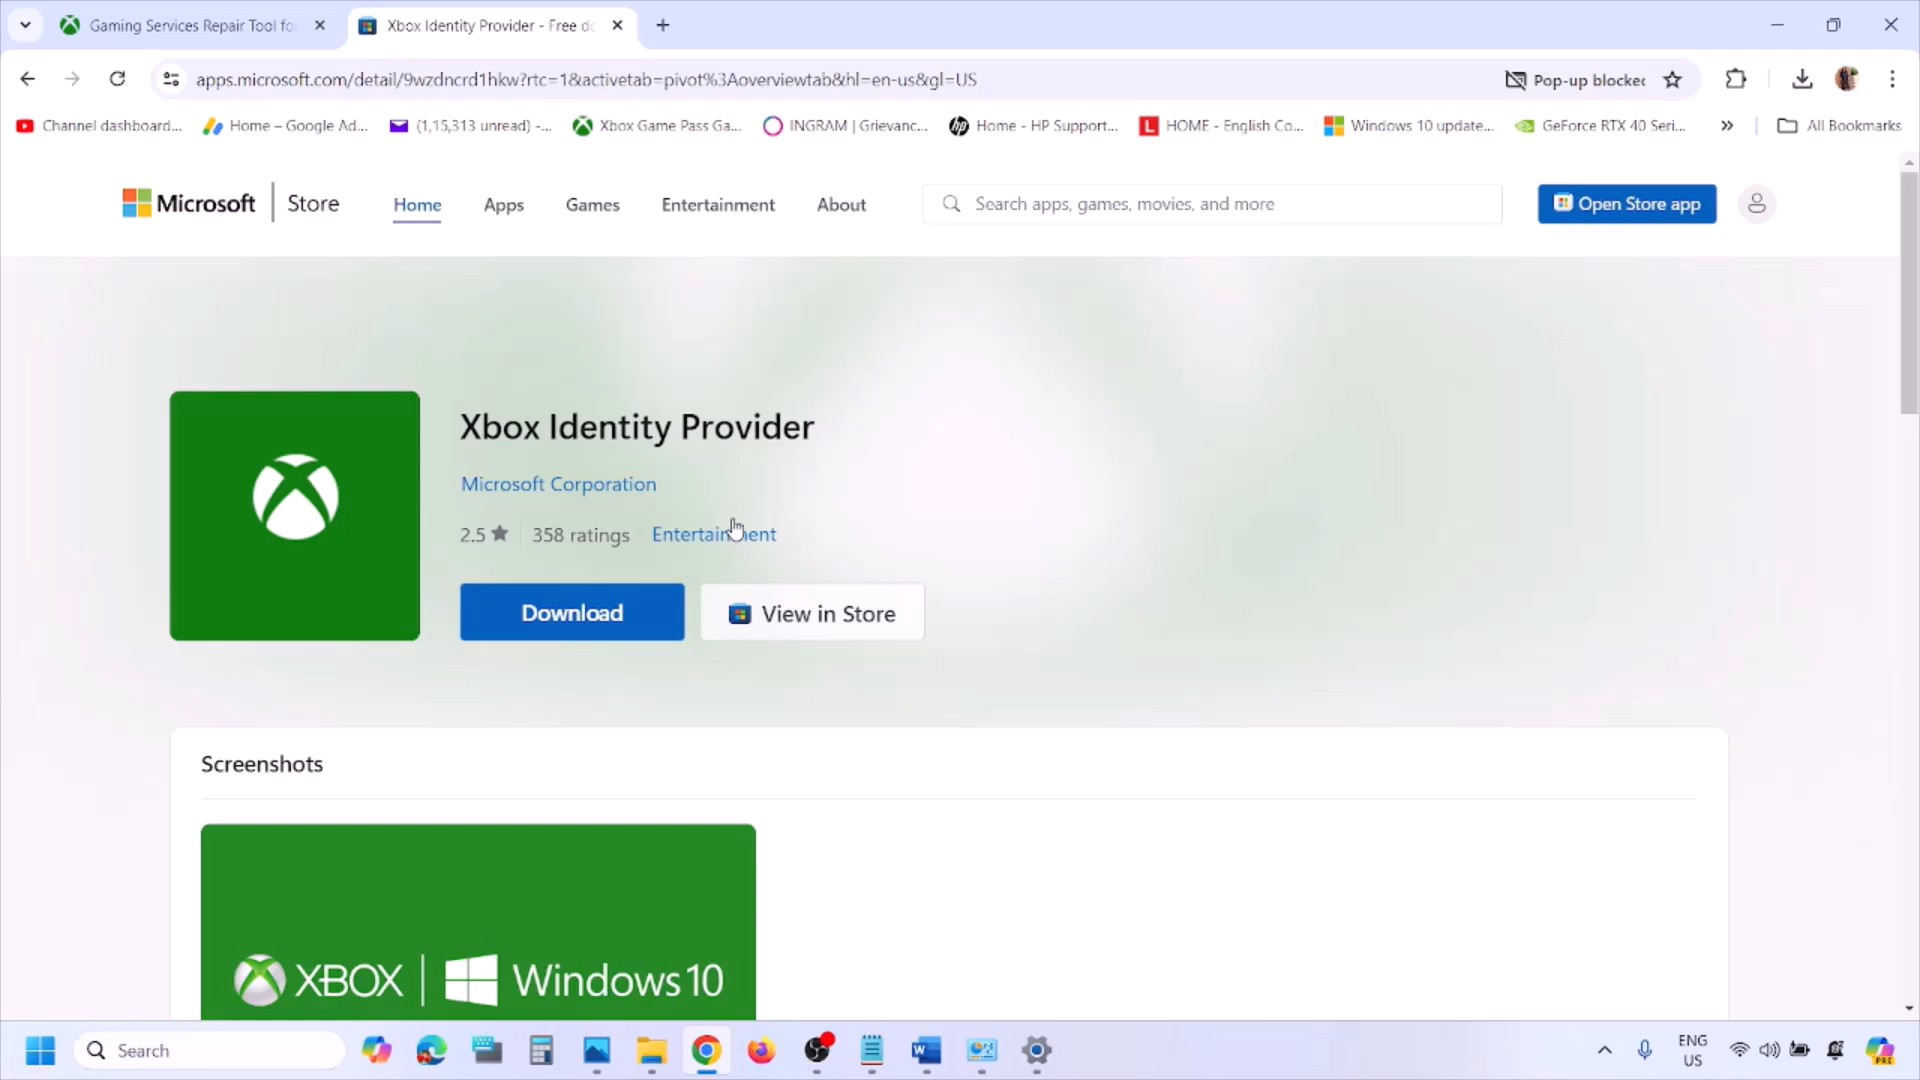 Gaming Services Repair Tool fo
Xbox Identity Provider - Free do
apps.microsoft.com/detail/9wzdncrd1hkw?rtc=1&activetab=pivot%3Aoverviewtab&hl=en-us&gl=US
Pop-up blocked
Channel dashboard...
Home – Google Ad...
(1,15,313 unread) -...
Xbox Game Pass Ga...
INGRAM | Grievanc...
Home - HP Support...
HOME - English Co...
Windows 10 update...
GeForce RTX 40 Seri...
All Bookmarks
Microsoft
Store
Home
Apps
Games
Entertainment
About
Search apps, games, movies, and more
Open Store app
Xbox Identity Provider
Microsoft Corporation
2.5
358 ratings
Entertainment
Download
View in Store
Screenshots
XBOX
Windows 10
Search
ENG
US
PRE